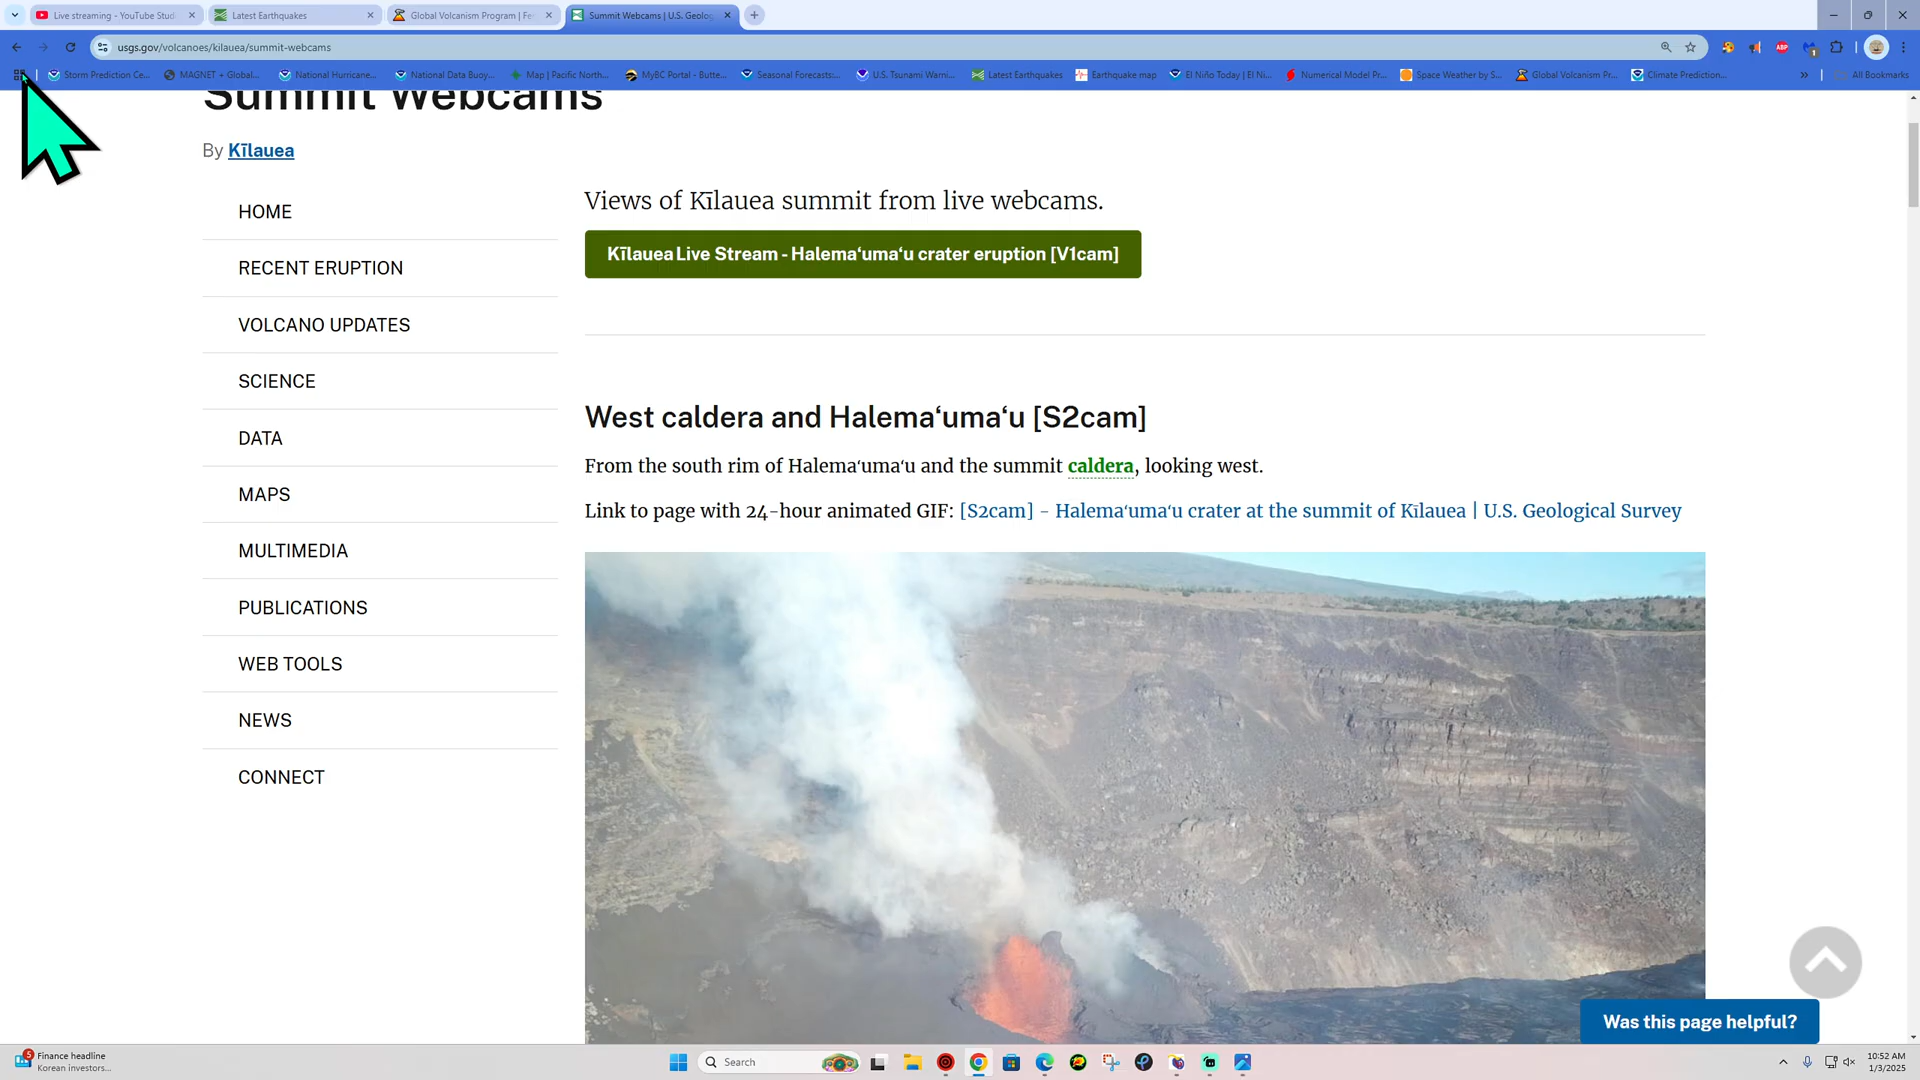 Live streaming - YouTube Stud
Latest Earthquakes
Global Volcanism Program | Fe
Summit Webcams | U.S. Geolog
usgs.gov/volcanoes/kilauea/summit-webcams
Storm Prediction Ce...
MAGNET + Global...
National Hurricane...
National Data Buoy...
Map | Pacific North...
MyBC Portal - Butte...
Seasonal Forecasts:...
U.S. Tsunami Warni...
Latest Earthquakes
Earthquake map
El Niño Today | El Ni...
Numerical Model Pr...
Space Weather by S...
Global Volcanism Pr...
Climate Prediction...
»
All Bookmarks
Summit Webcams
By Kīlauea
HOME
RECENT ERUPTION
VOLCANO UPDATES
SCIENCE
DATA
MAPS
MULTIMEDIA
PUBLICATIONS
WEB TOOLS
NEWS
CONNECT
Views of Kīlauea summit from live webcams.
Kīlauea Live Stream - Halemaʻumaʻu crater eruption [V1cam]
West caldera and Halemaʻumaʻu [S2cam]
From the south rim of Halemaʻumaʻu and the summit caldera, looking west.
Link to page with 24-hour animated GIF: [S2cam] - Halemaʻumaʻu crater at the summit of Kīlauea | U.S. Geological Survey
Was this page helpful?
5
Finance headline
Korean investors...
Search
10:52 AM
1/3/2025
ABP
1